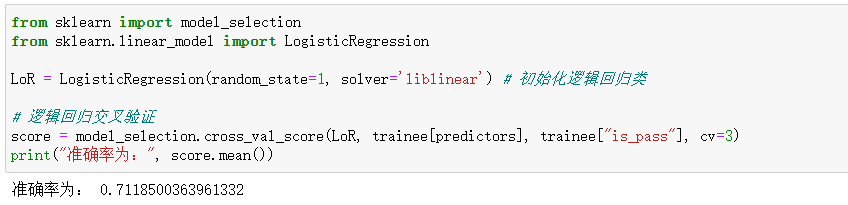 from sklearn import model_selection
from sklearn.linear_model import LogisticRegression
LoR = LogisticRegression(random_state=1, solver='liblinear') # 初始化逻辑回归类
# 逻辑回归交叉验证
score = model_selection.cross_val_score(LoR, trainee[predictors], trainee["is_pass"], cv=3)
print("准确率为：", score.mean())
准确率为： 0.7118500363961332